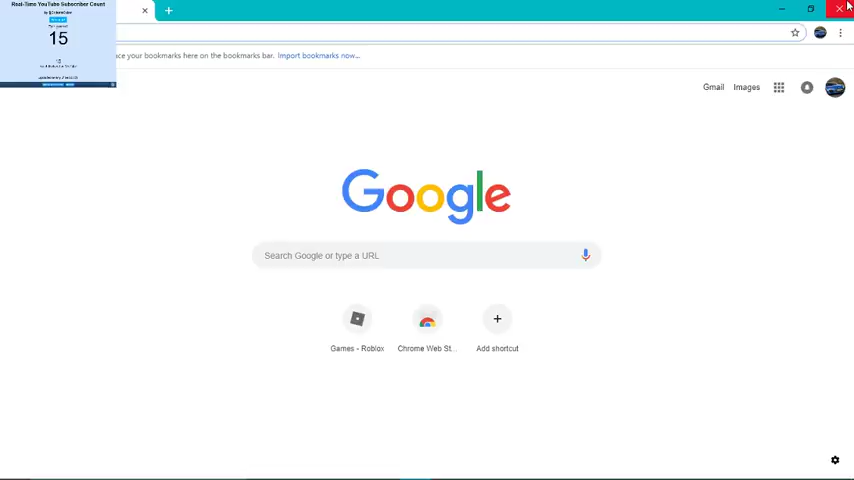 Real-Time YouTube Subscriber Count
15
ace your bookmarks here on the bookmarks bar. Import bookmarks now...
Gmail Images
Google
Search Google or type a URL
Games - Roblox Chrome Web St... Add shortcut